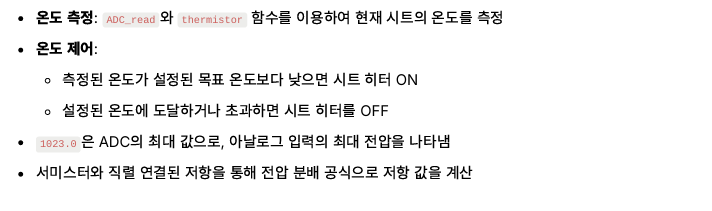 온도 측정: ADC_read 와 thermistor 함수를 이용하여 현재 시트의 온도를 측정
온도 제어:
측정된 온도가 설정된 목표 온도보다 낮으면 시트 히터 ON
설정된 온도에 도달하거나 초과하면 시트 히터를 OFF
1023.0 은 ADC의 최대 값으로, 아날로그 입력의 최대 전압을 나타냄
서미스터와 직렬 연결된 저항을 통해 전압 분배 공식으로 저항 값을 계산